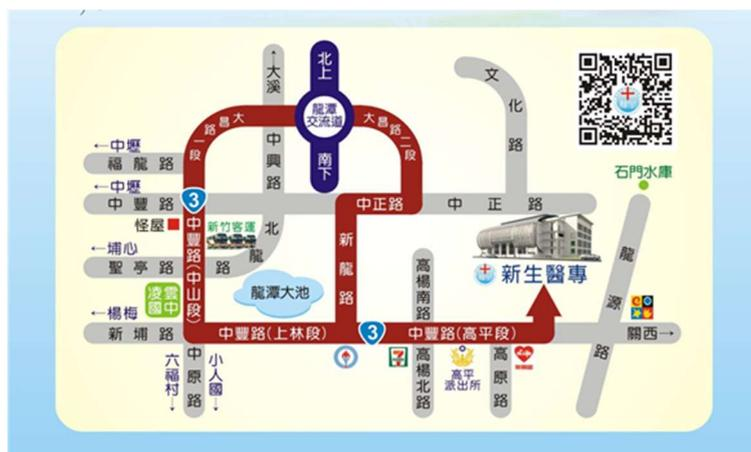 北上
龍潭
交流道
南下
←大溪
中興路
大昌路一段
大昌路二段
文化路
←中壢
福龍路
←中壢
中豐路
3
中正路
中正路
石門水庫
怪屋
中豐路(中山段)
新竹客運
北龍路
新龍路
←埔心
聖亭路
凌雲
國中
龍潭大池
高楊南路
新生醫專
龍源路
←楊梅
新埔路
中豐路(上林段)
3
中豐路(高平段)
關西→
六福村→
中原路
小人國→
7
ELEVEN
高楊北路
高平
派出所
高原路